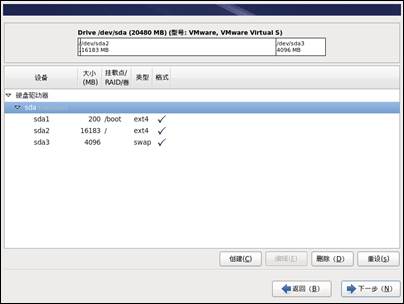 Drive /dev/sda (20480 MB) (型号: VMware, VMware Virtual S)
/dev/sda2
16183 MB
/dev/sda3
4096 MB
设备 大小 (MB) 挂载点/ RAID/卷 类型 格式
硬盘驱动器
sda
sda1 200 /boot ext4
sda2 16183 / ext4
sda3 4096 swap
创建(C) 编辑(E) 删除(D) 重设(s)
返回(B) 下一步(N)